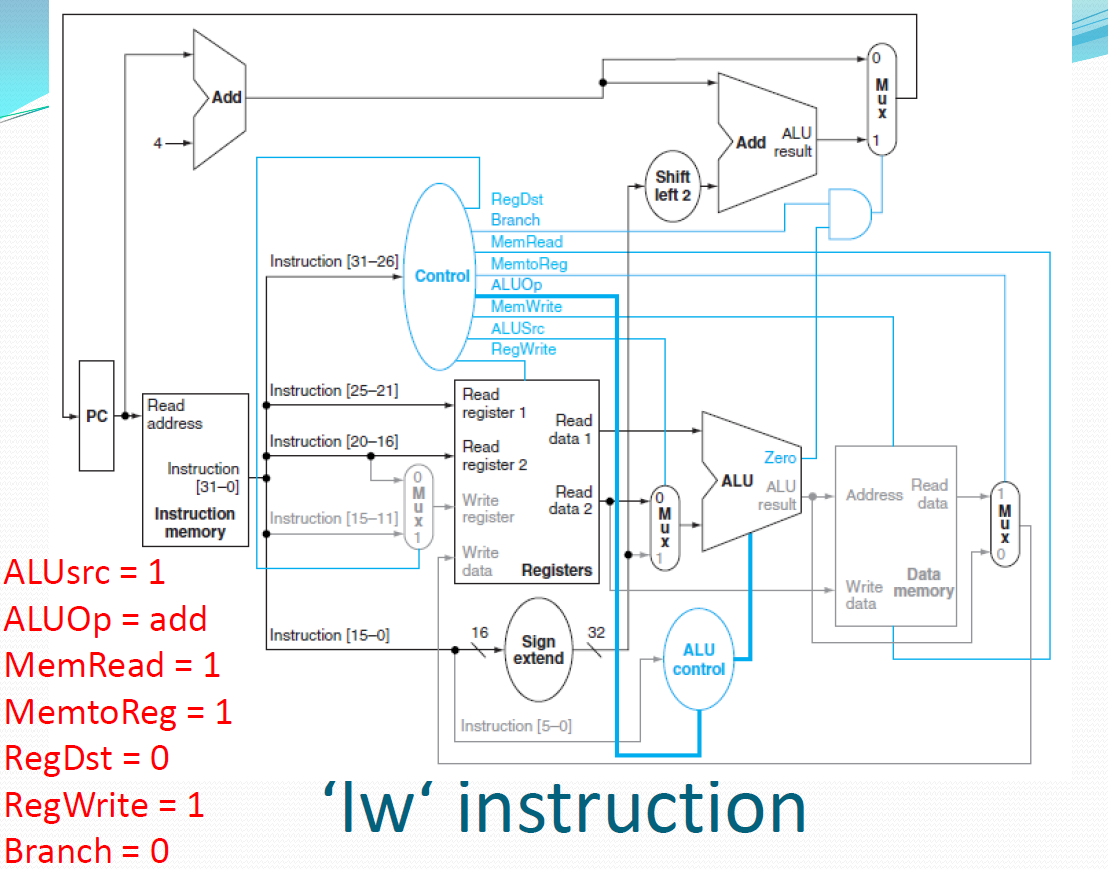 Add
4
0
M
u
x
1
Add
ALU
result
Shift
left 2
RegDst
Branch
MemRead
MemtoReg
ALUOp
MemWrite
ALUSrc
RegWrite
Control
Instruction [31–26]
PC
Read
address
Instruction
[31–0]
Instruction
memory
Instruction [25–21]
Instruction [20–16]
Instruction [15–11]
0
M
u
x
1
Read
register 1
Read
register 2
Write
register
Write
data
Read
data 1
Read
data 2
Registers
0
M
u
x
1
Zero
ALU
ALU
result
Address
Read
data
Write
data
Data
memory
1
M
u
x
0
Instruction [15–0]
16
Sign
extend
32
ALU
control
Instruction [5–0]
ALUsrc = 1
ALUOp = add
MemRead = 1
MemtoReg = 1
RegDst = 0
RegWrite = 1
Branch = 0
‘lw‘ instruction